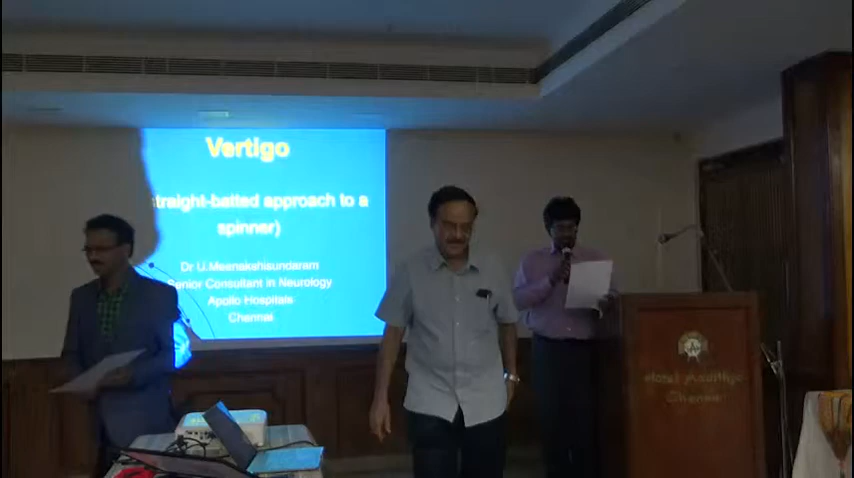 Vertigo
straight-batted approach to a
spinner)
Dr U.Meenakshisundaram
Senior Consultant in Neurology
Apollo Hospitals
Chennai
Chennai